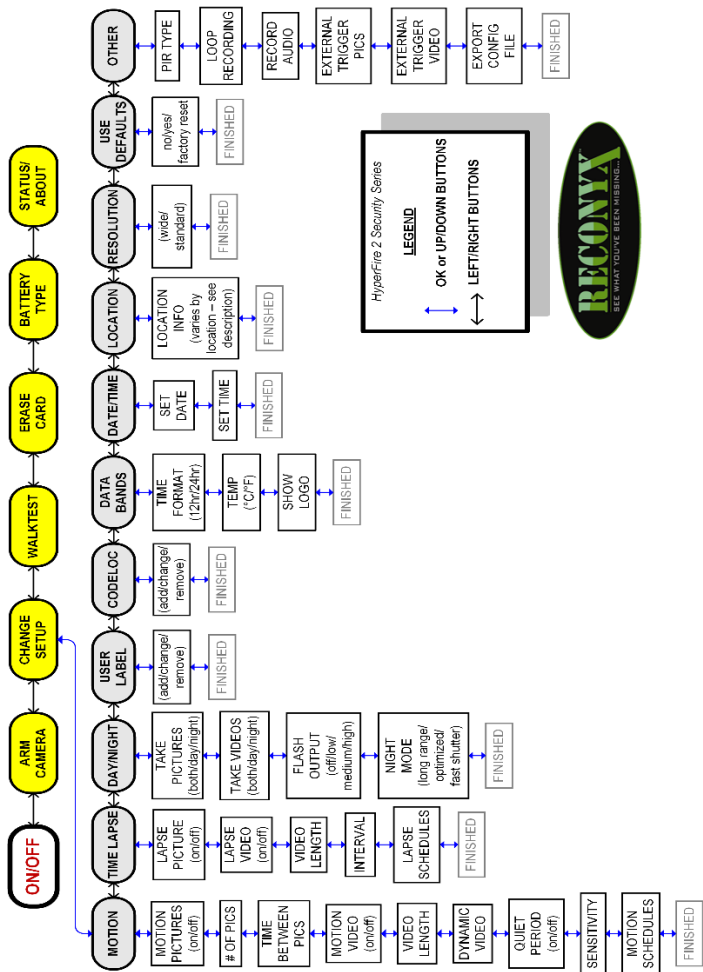 ON/OFF
ARM
CAMERA
CHANGE
SETUP
WALKTEST
ERASE
CARD
BATTERY
TYPE
STATUS/
ABOUT
MOTION
MOTION
PICTURES
(on/off)
# OF PICS
TIME
BETWEEN
PICS
MOTION
VIDEO
(on/off)
VIDEO
LENGTH
DYNAMIC
VIDEO
QUIET
PERIOD
(on/off)
SENSITIVITY
MOTION
SCHEDULES
FINISHED
TIME LAPSE
LAPSE
PICTURE
(on/off)
LAPSE
VIDEO
(on/off)
VIDEO
LENGTH
INTERVAL
LAPSE
SCHEDULES
FINISHED
DAY/NIGHT
TAKE
PICTURES
(both/day/night)
TAKE VIDEOS
(both/day/night)
FLASH
OUTPUT
(off/low/
medium/high)
NIGHT
MODE
(long range/
optimized/
fast shutter)
FINISHED
USER
LABEL
(add/change/
remove)
FINISHED
CODELOC
(add/change/
remove)
FINISHED
DATA
BANDS
TIME
FORMAT
(12hr/24hr)
TEMP
(°C/°F)
SHOW
LOGO
FINISHED
DATE/TIME
SET
DATE
SET TIME
FINISHED
LOCATION
LOCATION
INFO
(varies by
location – see
description)
FINISHED
RESOLUTION
(wide/
standard)
FINISHED
USE
DEFAULTS
no/yes/
factory reset
FINISHED
OTHER
PIR TYPE
LOOP
RECORDING
RECORD
AUDIO
EXTERNAL
TRIGGER
PICS
EXTERNAL
TRIGGER
VIDEO
EXPORT
CONFIG
FILE
FINISHED
HyperFire 2 Security Series
LEGEND
OK or UP/DOWN BUTTONS
LEFT/RIGHT BUTTONS
RECONYX
SEE WHAT YOU'VE BEEN MISSING...